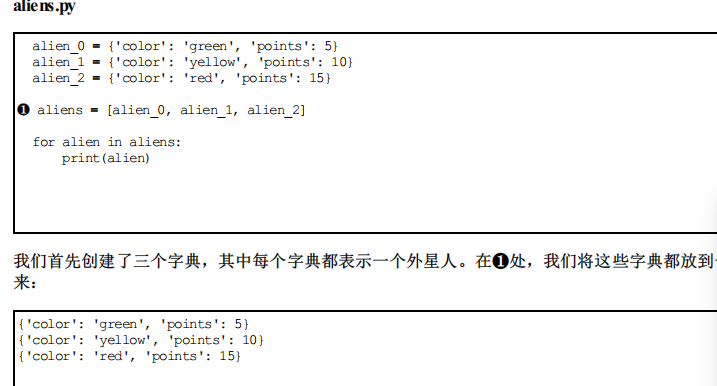 aliens.py
alien_0 = {'color': 'green', 'points': 5}
alien_1 = {'color': 'yellow', 'points': 10}
alien_2 = {'color': 'red', 'points': 15}
❶ aliens = [alien_0, alien_1, alien_2]
for alien in aliens:
print(alien)
我们首先创建了三个字典，其中每个字典都表示一个外星人。在❶处，我们将这些字典都放到
来：
{'color': 'green', 'points': 5}
{'color': 'yellow', 'points': 10}
{'color': 'red', 'points': 15}